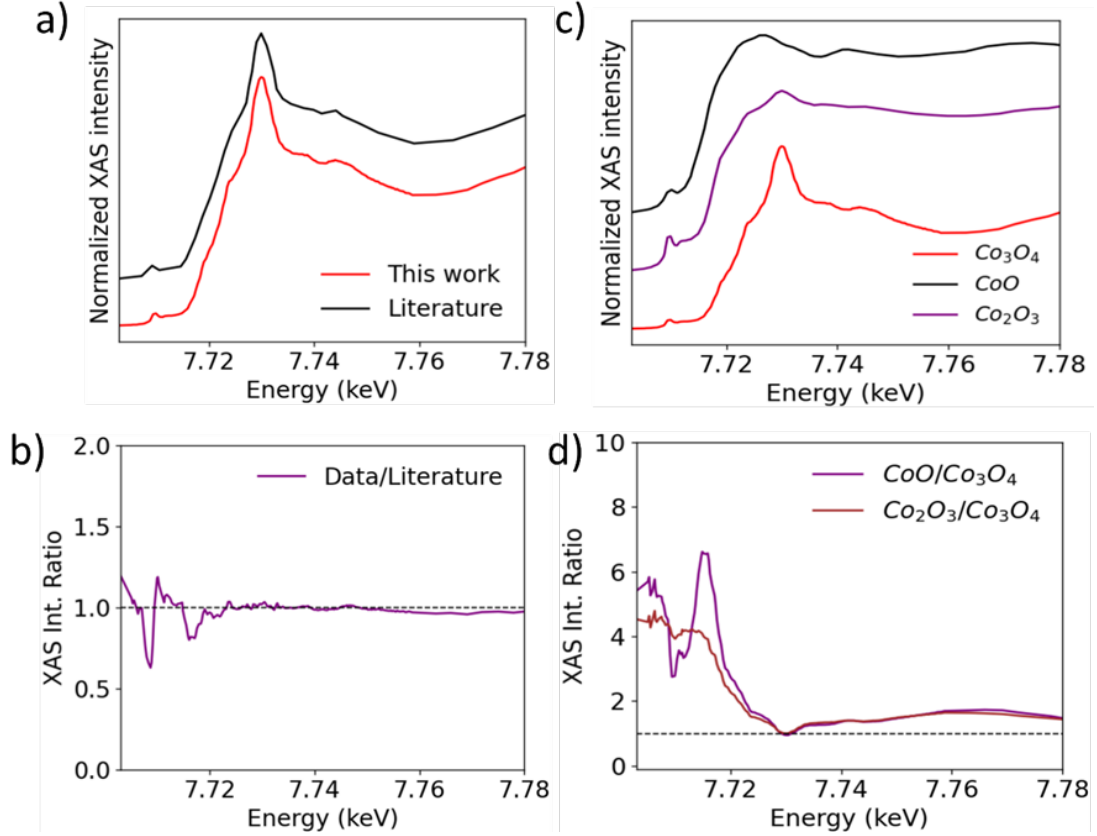 a)
Normalized XAS intensity
This work
Literature
7.72
7.74
7.76
7.78
Energy (keV)
c)
Normalized XAS intensity
Co₃O₄
CoO
Co₂O₃
7.72
7.74
7.76
7.78
Energy (keV)
b)
2.0
1.5
1.0
0.5
0.0
XAS Int. Ratio
Data/Literature
7.72
7.74
7.76
7.78
Energy (keV)
d)
10
8
6
4
2
0
XAS Int. Ratio
CoO/Co₃O₄
Co₂O₃/Co₃O₄
7.72
7.74
7.76
7.78
Energy (keV)